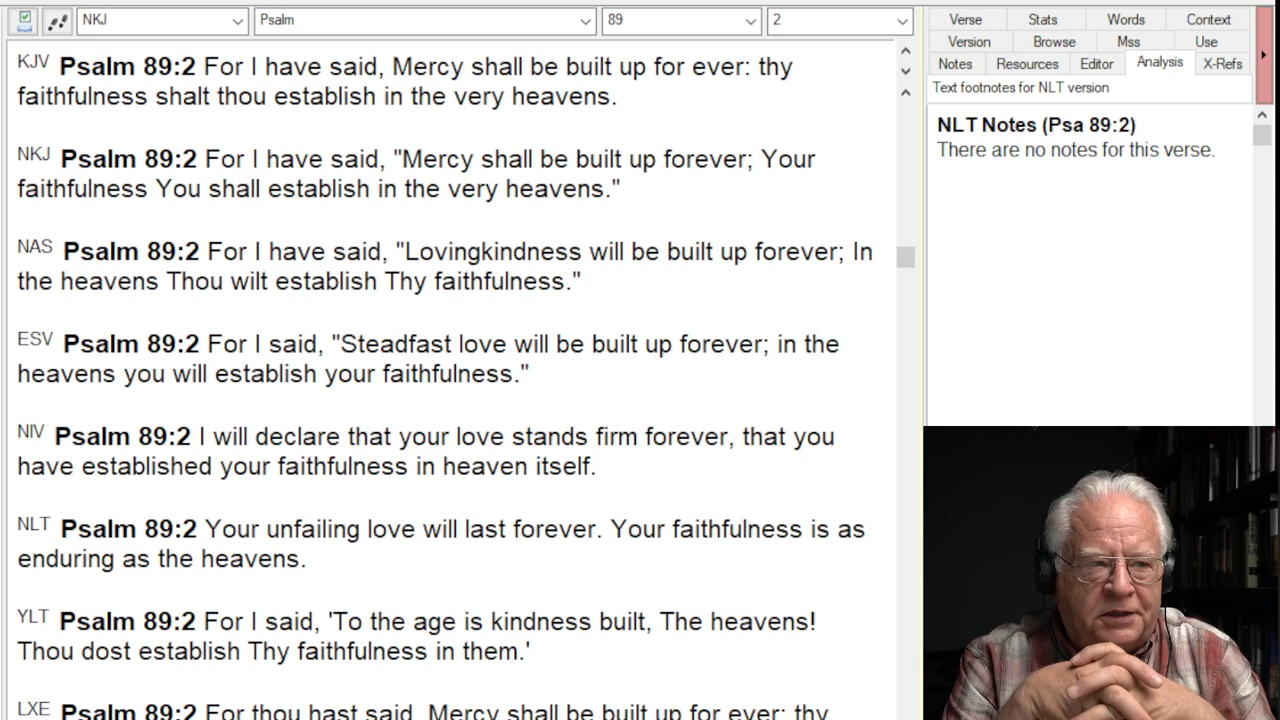 NKJ Psalm 89 2
KJV Psalm 89:2 For I have said, Mercy shall be built up for ever: thy
faithfulness shalt thou establish in the very heavens.
NKJ Psalm 89:2 For I have said, "Mercy shall be built up forever; Your
faithfulness You shall establish in the very heavens."
NAS Psalm 89:2 For I have said, "Lovingkindness will be built up forever; In
the heavens Thou wilt establish Thy faithfulness."
ESV Psalm 89:2 For I said, "Steadfast love will be built up forever; in the
heavens you will establish your faithfulness."
NIV Psalm 89:2 I will declare that your love stands firm forever, that you
have established your faithfulness in heaven itself.
NLT Psalm 89:2 Your unfailing love will last forever. Your faithfulness is as
enduring as the heavens.
YLT Psalm 89:2 For I said, 'To the age is kindness built, The heavens!
Thou dost establish Thy faithfulness in them.'
LXE Psalm 89:2 For thou hast said, Mercy shall be built up for ever: thy
Verse Stats Words Context
Version Browse Mss Use
Notes Resources Editor Analysis X-Refs
Text footnotes for NLT version
NLT Notes (Psa 89:2)
There are no notes for this verse.